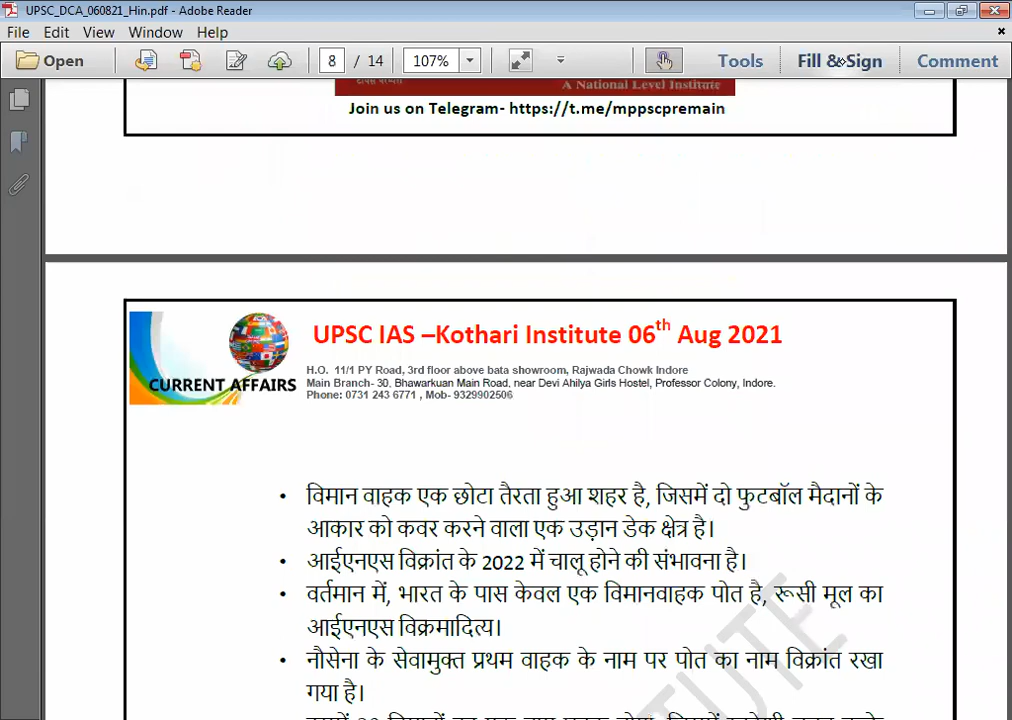 UPSC_DCA_060821_Hin.pdf - Adobe Reader
File Edit View Window Help
Open 8 / 14 107% Tools Fill & Sign Comment
A National Level Institute
Join us on Telegram- https://t.me/mppscpremain
UPSC IAS –Kothari Institute 06th Aug 2021
CURRENT AFFAIRS
H.O. 11/1 PY Road, 3rd floor above bata showroom, Rajwada Chowk Indore
Main Branch- 30, Bhawarkuan Main Road, near Devi Ahilya Girls Hostel, Professor Colony, Indore.
Phone: 0731 243 6771 , Mob- 9329902506
• विमान वाहक एक छोटा तैरता हुआ शहर है, जिसमें दो फुटबॉल मैदानों के
आकार को कवर करने वाला एक उड़ान डेक क्षेत्र है।
• आईएनएस विक्रांत के 2022 में चालू होने की संभावना है।
• वर्तमान में, भारत के पास केवल एक विमानवाहक पोत है, रूसी मूल का
आईएनएस विक्रमादित्य।
• नौसेना के सेवामुक्त प्रथम वाहक के नाम पर पोत का नाम विक्रांत रखा
गया है।
TUTE